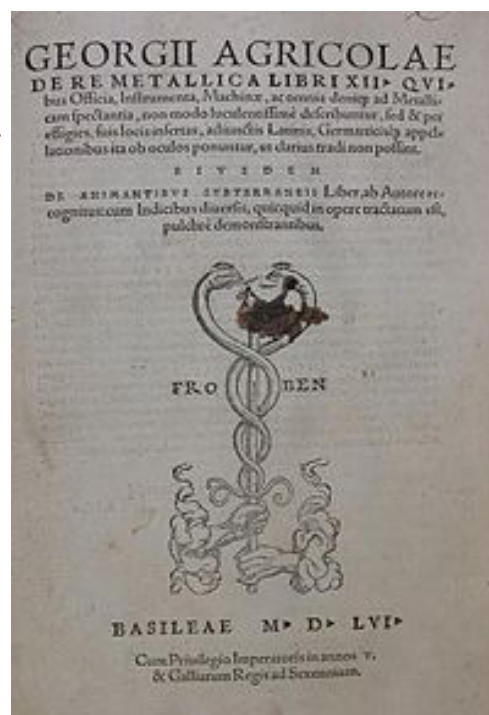 GEORGII AGRICOLAE
DE RE METALLICA LIBRI XII▸ QVI▸
bus Officia, Instrumenta, Machinæ, ac omnia deniq; ad Metalli-
cam spectantia, non modo luculentissimè describuntur, sed & per
effigies, suis locis insertas, adiunctis Latinis, Germanicisq; appel-
lationibus ita ob oculos ponuntur, ut clarius tradi non possint.
EIVSDEM
DE ANIMANTIBVS SVBTERRANEIS Liber, ab Autore re-
cognitus: cum Indicibus diuersis, quicquid in opere tractatum est,
pulchrè demonstrantibus.
FRO BEN
BASILEAE M▸ D▸ LVI▸
Cum Priuilegio Imperatoris in annos V.
& Galliarum Regis ad Sexennium.